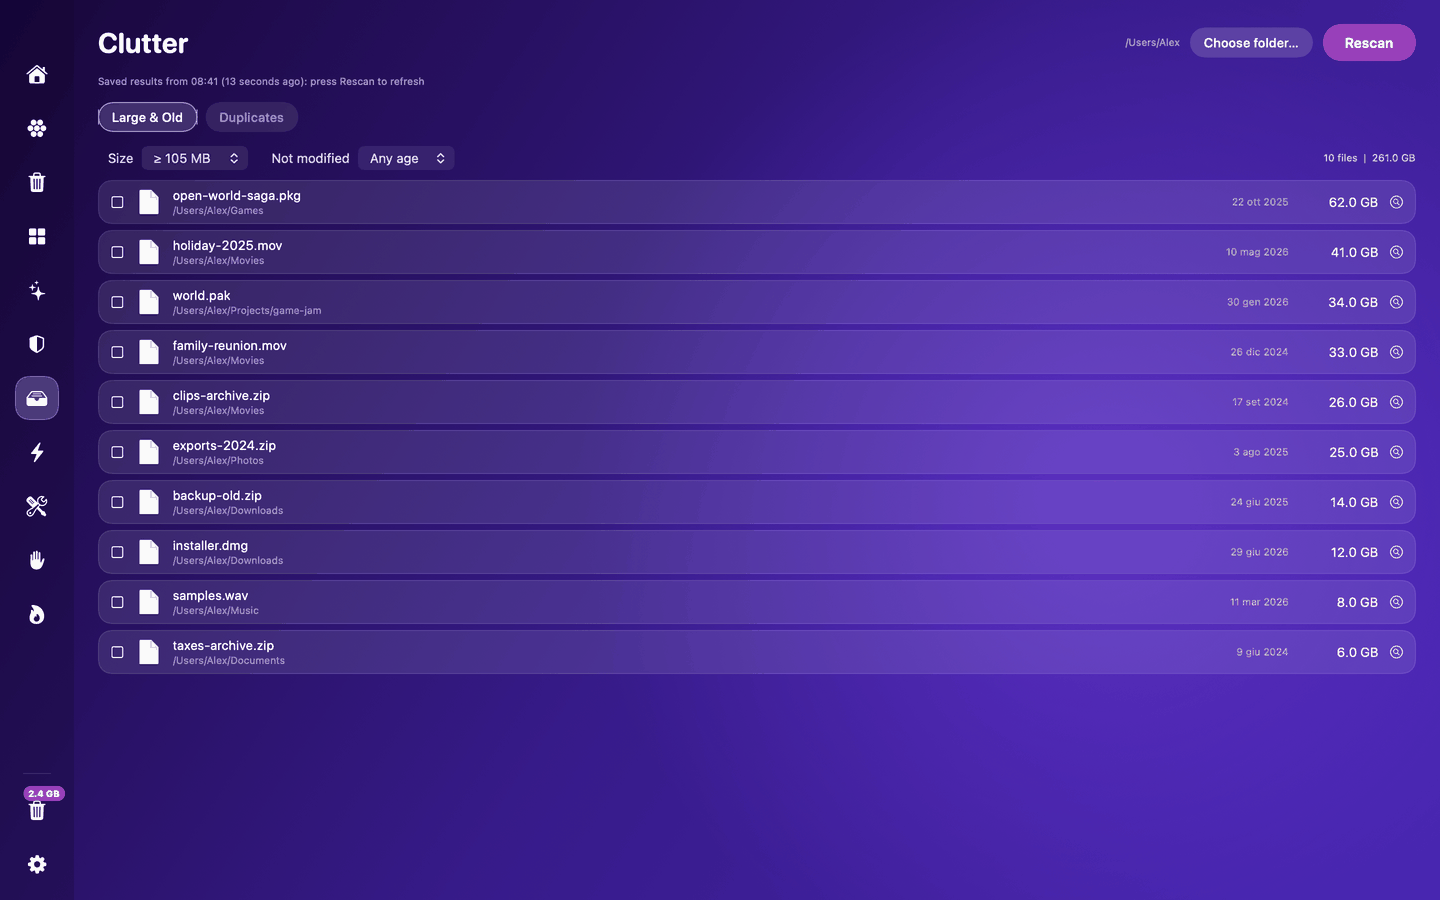 Clutter
/Users/Alex
Choose folder...
Rescan
Saved results from 08:41 (13 seconds ago): press Rescan to refresh
Large & Old
Duplicates
Size
≥ 105 MB
Not modified
Any age
10 files | 261.0 GB
open-world-saga.pkg
/Users/Alex/Games
22 ott 2025
62.0 GB
holiday-2025.mov
/Users/Alex/Movies
10 mag 2026
41.0 GB
world.pak
/Users/Alex/Projects/game-jam
30 gen 2026
34.0 GB
family-reunion.mov
/Users/Alex/Movies
26 dic 2024
33.0 GB
clips-archive.zip
/Users/Alex/Movies
17 set 2024
26.0 GB
exports-2024.zip
/Users/Alex/Photos
3 ago 2025
25.0 GB
backup-old.zip
/Users/Alex/Downloads
24 giu 2025
14.0 GB
installer.dmg
/Users/Alex/Downloads
29 giu 2026
12.0 GB
samples.wav
/Users/Alex/Music
11 mar 2026
8.0 GB
taxes-archive.zip
/Users/Alex/Documents
9 giu 2024
6.0 GB
2.4 GB